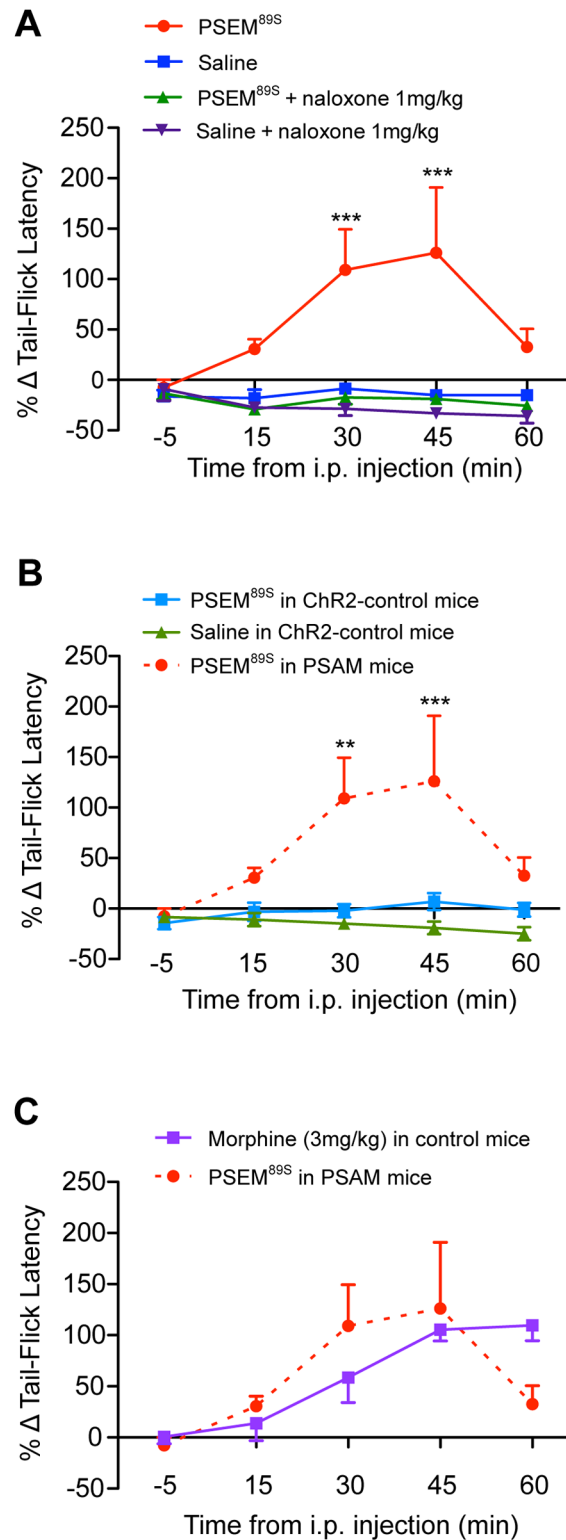 A
PSEM⁸⁹ˢ
Saline
PSEM⁸⁹ˢ + naloxone 1mg/kg
Saline + naloxone 1mg/kg
% Δ Tail-Flick Latency
250
200
150
100
50
0
-50
***
***
-5 15 30 45 60
Time from i.p. injection (min)
B
PSEM⁸⁹ˢ in ChR2-control mice
Saline in ChR2-control mice
PSEM⁸⁹ˢ in PSAM mice
% Δ Tail-Flick Latency
250
200
150
100
50
0
-50
**
***
-5 15 30 45 60
Time from i.p. injection (min)
C
Morphine (3mg/kg) in control mice
PSEM⁸⁹ˢ in PSAM mice
% Δ Tail-Flick Latency
250
200
150
100
50
0
-50
-5 15 30 45 60
Time from i.p. injection (min)